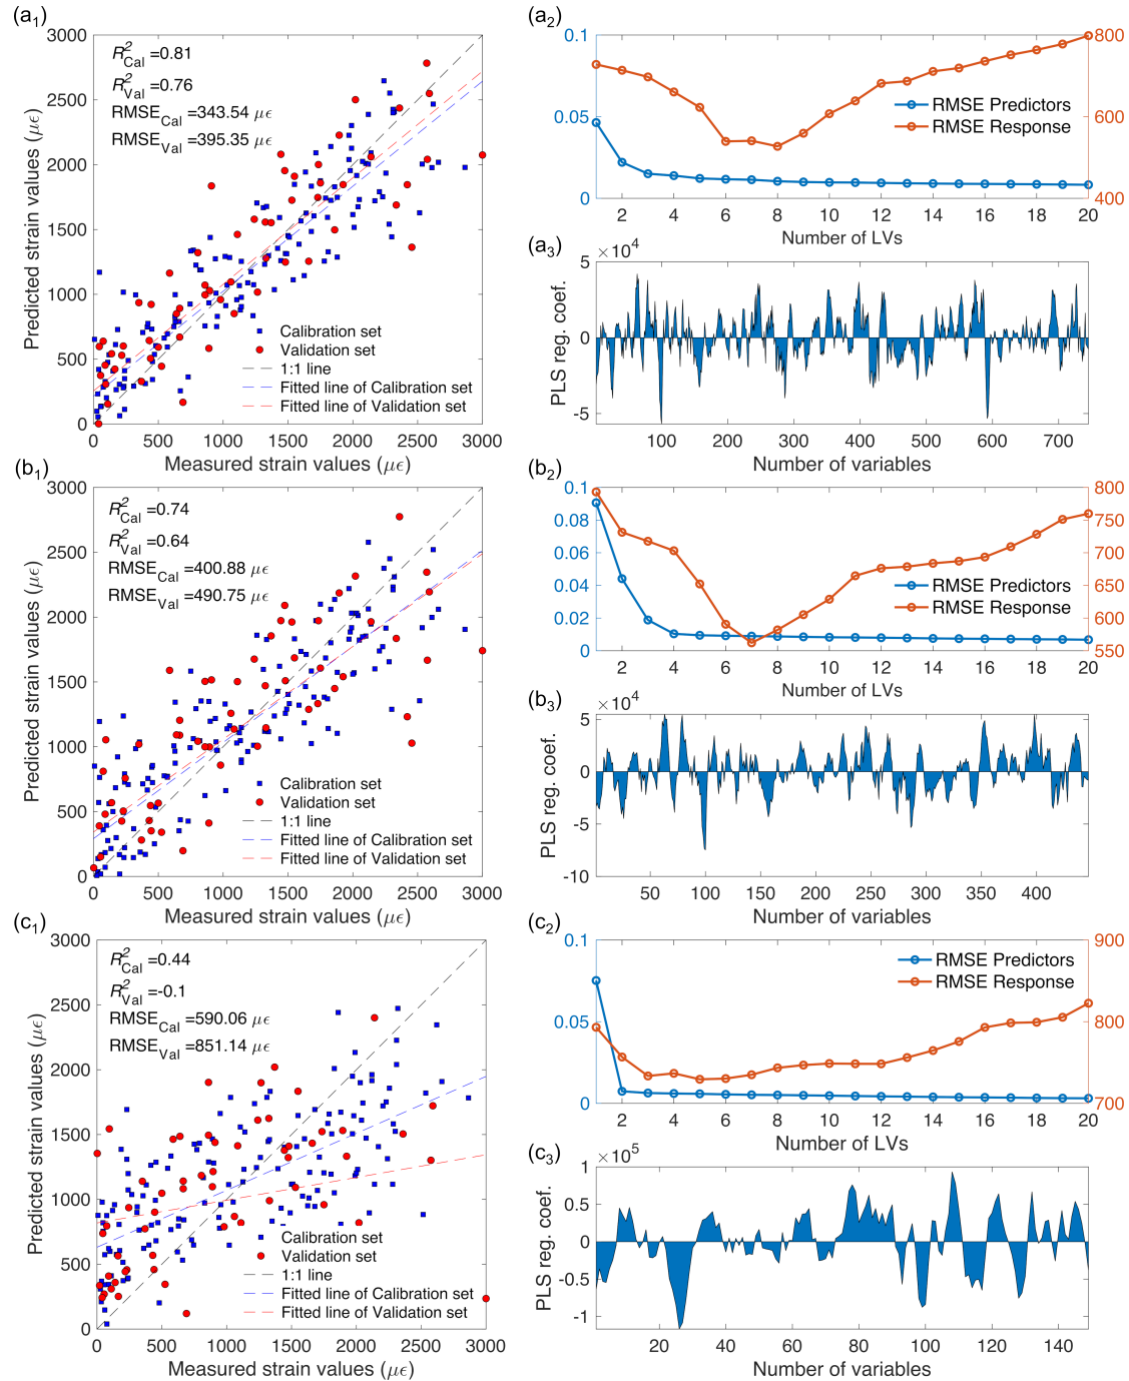 (a1)
3000
2500
2000
1500
1000
500
0
Predicted strain values (με)
R²Cal =0.81
R²Val =0.76
RMSECal =343.54 με
RMSEVal =395.35 με
Calibration set
Validation set
1:1 line
Fitted line of Calibration set
Fitted line of Validation set
0 500 1000 1500 2000 2500 3000
Measured strain values (με)
(a2)
0.1
0.05
0
800
600
400
RMSE Predictors
RMSE Response
2 4 6 8 10 12 14 16 18 20
Number of LVs
(a3)
×10⁴
5
0
-5
PLS reg. coef.
100 200 300 400 500 600 700
Number of variables
(b1)
3000
2500
2000
1500
1000
500
0
Predicted strain values (με)
R²Cal =0.74
R²Val =0.64
RMSECal =400.88 με
RMSEVal =490.75 με
Calibration set
Validation set
1:1 line
Fitted line of Calibration set
Fitted line of Validation set
0 500 1000 1500 2000 2500 3000
Measured strain values (με)
(b2)
0.1
0.08
0.06
0.04
0.02
0
800
750
700
650
600
550
RMSE Predictors
RMSE Response
2 4 6 8 10 12 14 16 18 20
Number of LVs
(b3)
×10⁴
5
0
-5
-10
PLS reg. coef.
50 100 150 200 250 300 350 400
Number of variables
(c1)
3000
2500
2000
1500
1000
500
0
Predicted strain values (με)
R²Cal =0.44
R²Val =-0.1
RMSECal =590.06 με
RMSEVal =851.14 με
Calibration set
Validation set
1:1 line
Fitted line of Calibration set
Fitted line of Validation set
0 500 1000 1500 2000 2500 3000
Measured strain values (με)
(c2)
0.1
0.05
0
900
800
700
RMSE Predictors
RMSE Response
2 4 6 8 10 12 14 16 18 20
Number of LVs
(c3)
×10⁵
1
0.5
0
-0.5
-1
PLS reg. coef.
20 40 60 80 100 120 140
Number of variables